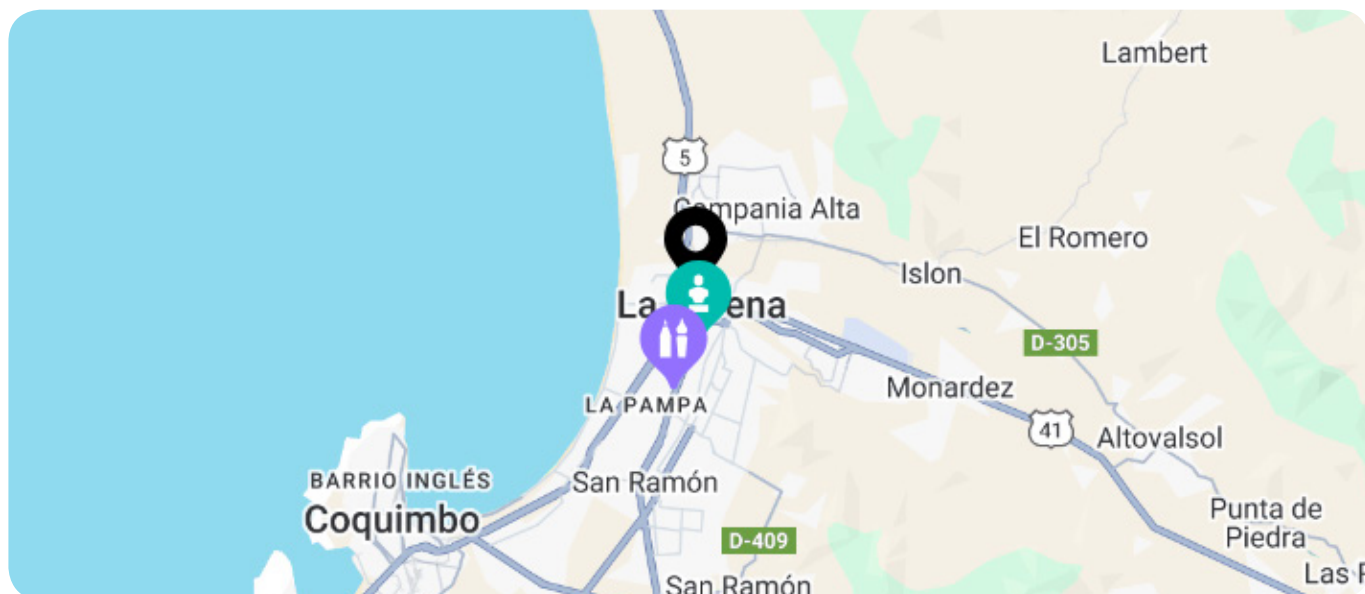 Lambert
5
Compania Alta
El Romero
Islon
La   ena
D-305
Monardez
LA PAMPA
41
Altovalsol
BARRIO INGLÉS
San Ramón
Coquimbo
Punta de
Piedra
D-409
San Ramón
Las